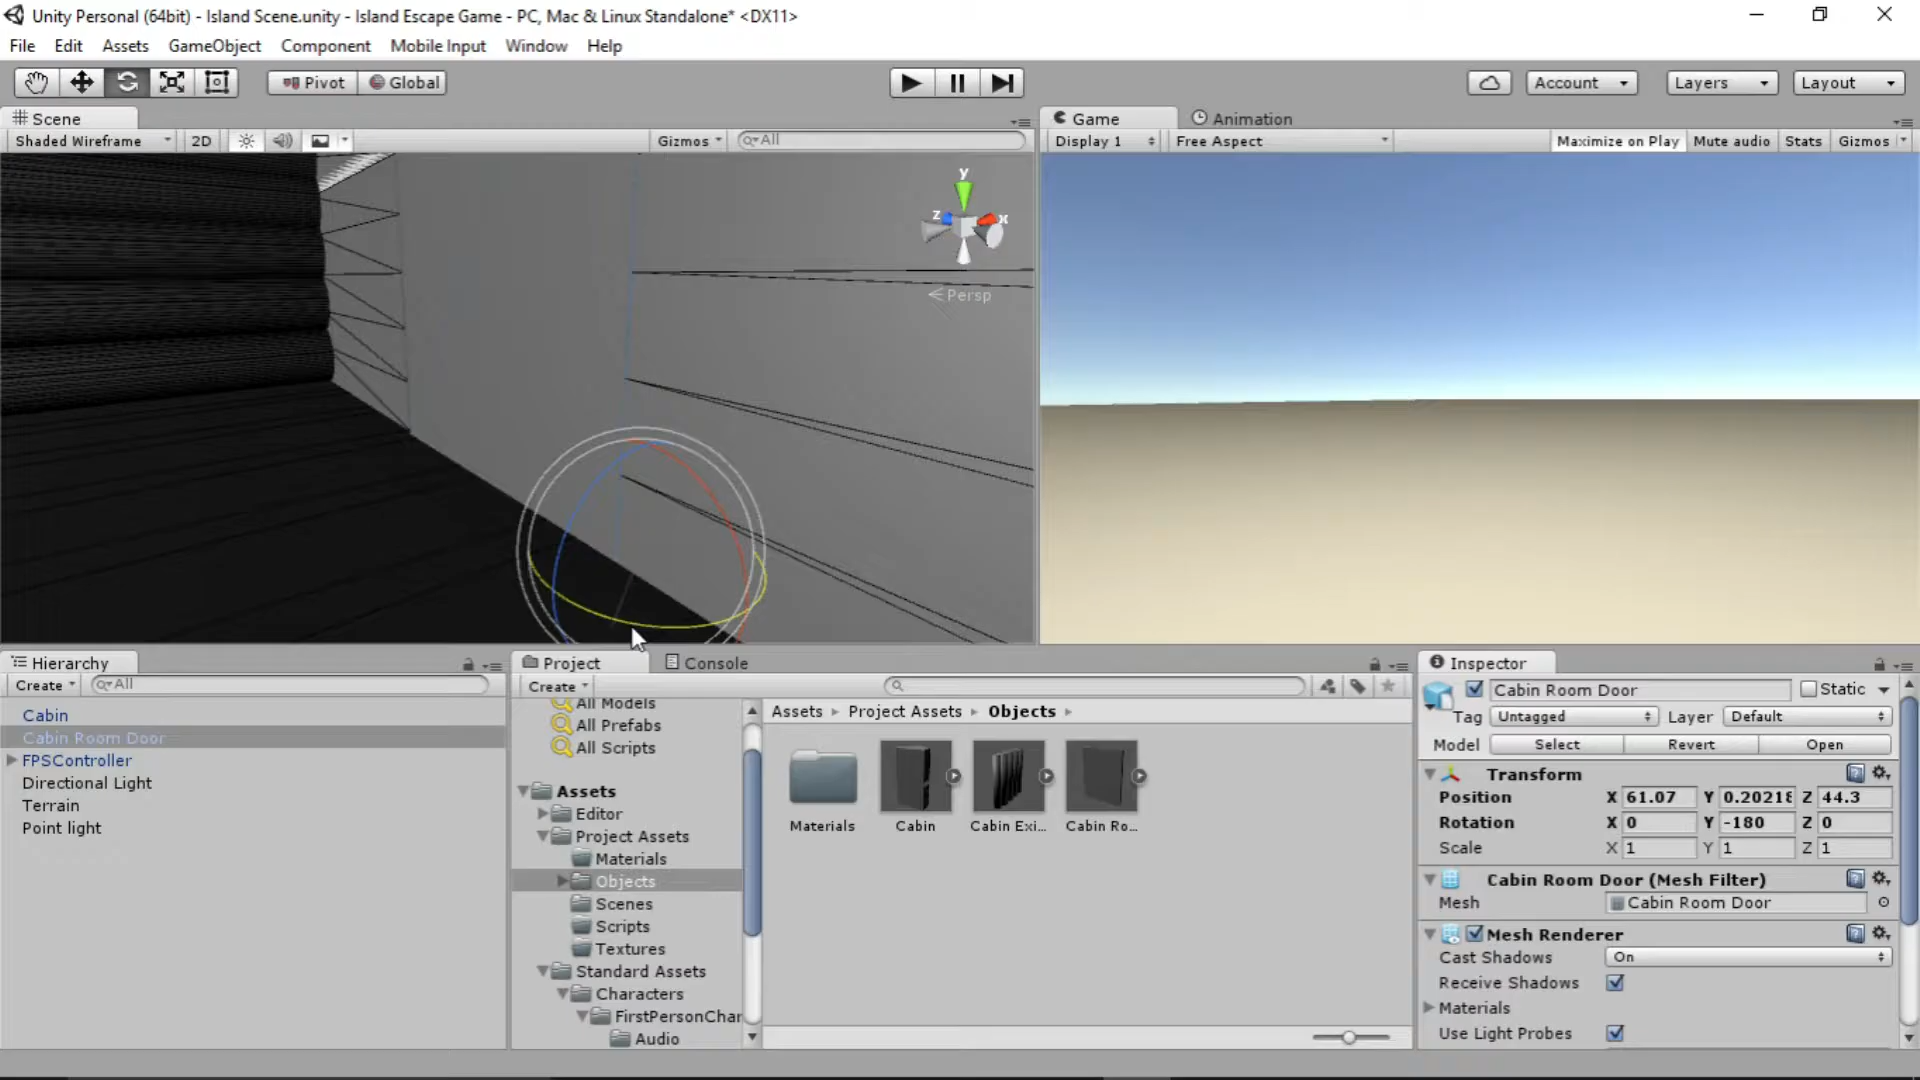 Unity Personal (64bit) - Island Scene.unity - Island Escape Game - PC, Mac & Linux Standalone* <DX11>
File Edit Assets GameObject Component Mobile Input Window Help
Pivot Global Account Layers Layout
Scene Game Animation
Shaded Wireframe 2D Gizmos All Display 1 Free Aspect Maximize on Play Mute audio Stats Gizmos
y
z x
Persp
Hierarchy Project Console Inspector
Create All
Cabin
Cabin Room Door
FPSController
Directional Light
Terrain
Point light
Create
All Models
All Prefabs
All Scripts
Assets
Editor
Project Assets
Materials
Objects
Scenes
Scripts
Textures
Standard Assets
Characters
FirstPersonChar
Audio
Assets Project Assets Objects
Materials Cabin Cabin Exi... Cabin Ro...
Cabin Room Door Static
Tag Untagged Layer Default
Model Select Revert Open
Transform
Position X 61.07 Y 0.20218 Z 44.3
Rotation X 0 Y -180 Z 0
Scale X 1 Y 1 Z 1
Cabin Room Door (Mesh Filter)
Mesh Cabin Room Door
Mesh Renderer
Cast Shadows On
Receive Shadows
Materials
Use Light Probes